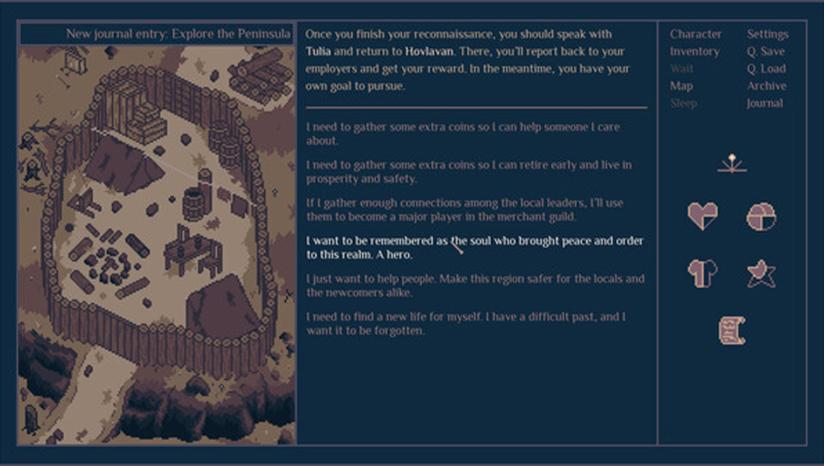 New journal entry: Explore the Peninsula
Once you finish your reconnaissance, you should speak with
Tulia and return to Hovlavan. There, you'll report back to your
employers and get your reward. In the meantime, you have your
own goal to pursue.
I need to gather some extra coins so I can help someone I care
about.
I need to gather some extra coins so I can retire early and live in
prosperity and safety.
If I gather enough connections among the local leaders, I'll use
them to become a major player in the merchant guild.
I want to be remembered as the soul who brought peace and order
to this realm. A hero.
I just want to help people. Make this region safer for the locals and
the newcomers alike.
I need to find a new life for myself. I have a difficult past, and I
want it to be forgotten.
Character Settings
Inventory Q. Save
Wait Q. Load
Map Archive
Sleep Journal